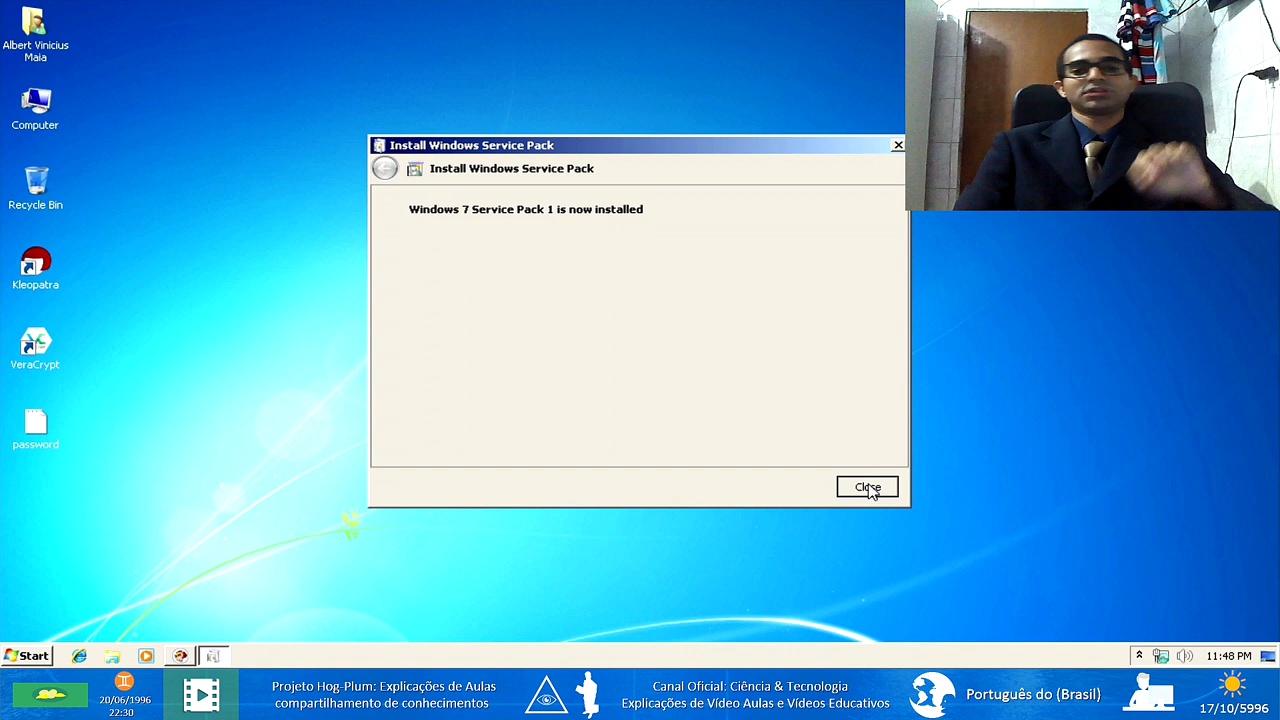 Albert Vinicius
Maia
Computer
Recycle Bin
Kleopatra
VeraCrypt
password
Install Windows Service Pack
Install Windows Service Pack
Windows 7 Service Pack 1 is now installed
Close
Start
11:48 PM
20/06/1996
22:30
Projeto Hog-Plum: Explicações de Aulas
compartilhamento de conhecimentos
Canal Oficial: Ciência & Tecnologia
Explicações de Vídeo Aulas e Vídeos Educativos
Português do (Brasil)
17/10/5996